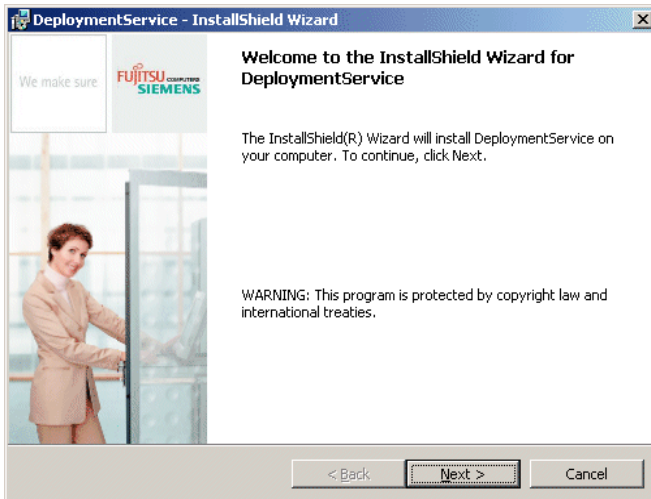 DeploymentService - InstallShield Wizard
We make sure
FUJITSU COMPUTERS
SIEMENS
Welcome to the InstallShield Wizard for
DeploymentService
The InstallShield(R) Wizard will install DeploymentService on
your computer. To continue, click Next.
WARNING: This program is protected by copyright law and
international treaties.
< Back
Next >
Cancel